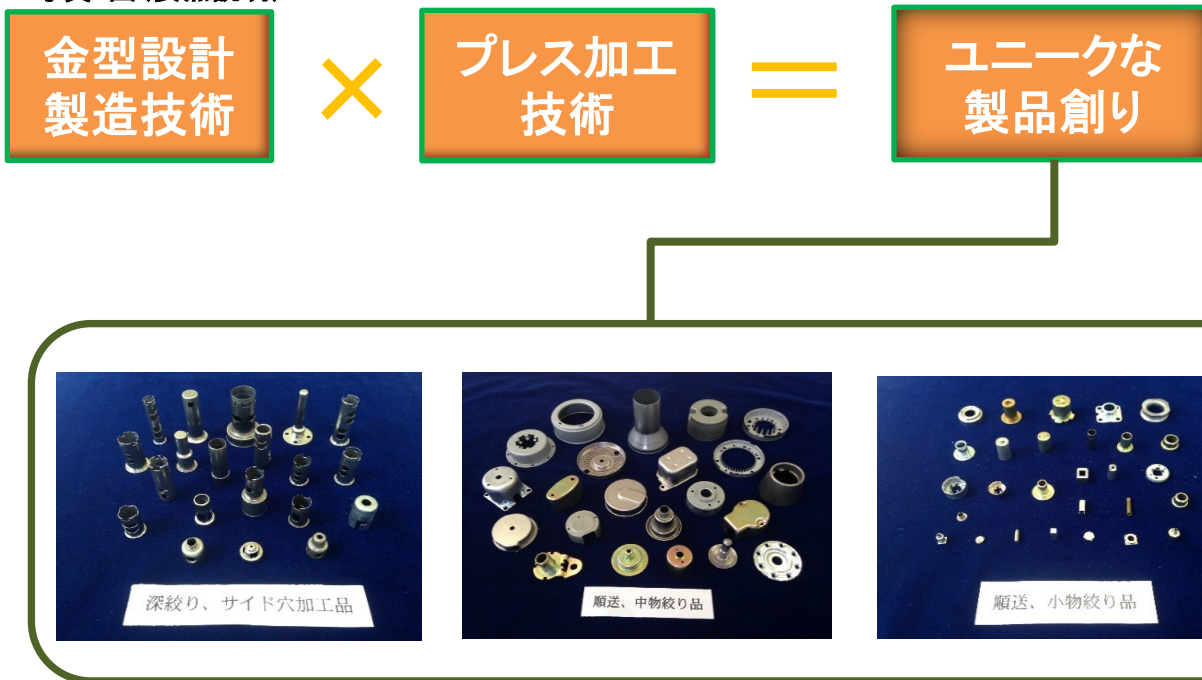 金型設計
製造技術
×
プレス加工
技術
=
ユニークな
製品創り
深絞り、サイド穴加工品
順送、中物絞り品
順送、小物絞り品